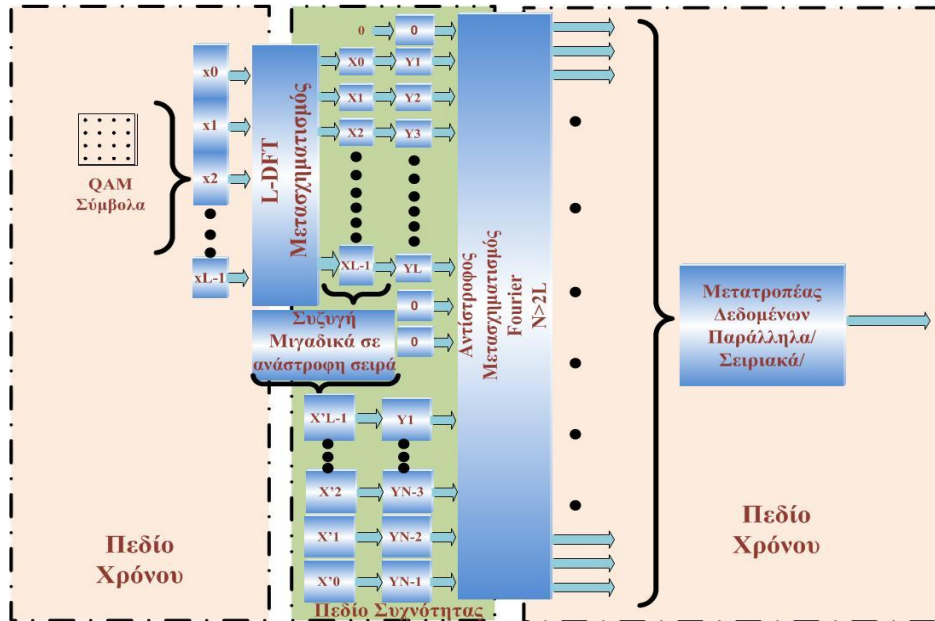 0
0
x0
X0
Y1
x1
X1
Y2
x2
X2
Y3
QAM
Σύμβολα
L-DFT
Μετασχηματισμός
xL-1
XL-1
YL
0
0
Συζυγή
Μιγαδικά σε
ανάστροφη σειρά
Αντίστροφος
Μετασχηματισμός
Fourier
N>2L
Μετατροπέας
Δεδομένων
Παράλληλα/
Σειριακά/
X'L-1
Y1
X'2
YN-3
X'1
YN-2
X'0
YN-1
Πεδίο
Χρόνου
Πεδίο Συχνότητας
Πεδίο
Χρόνου